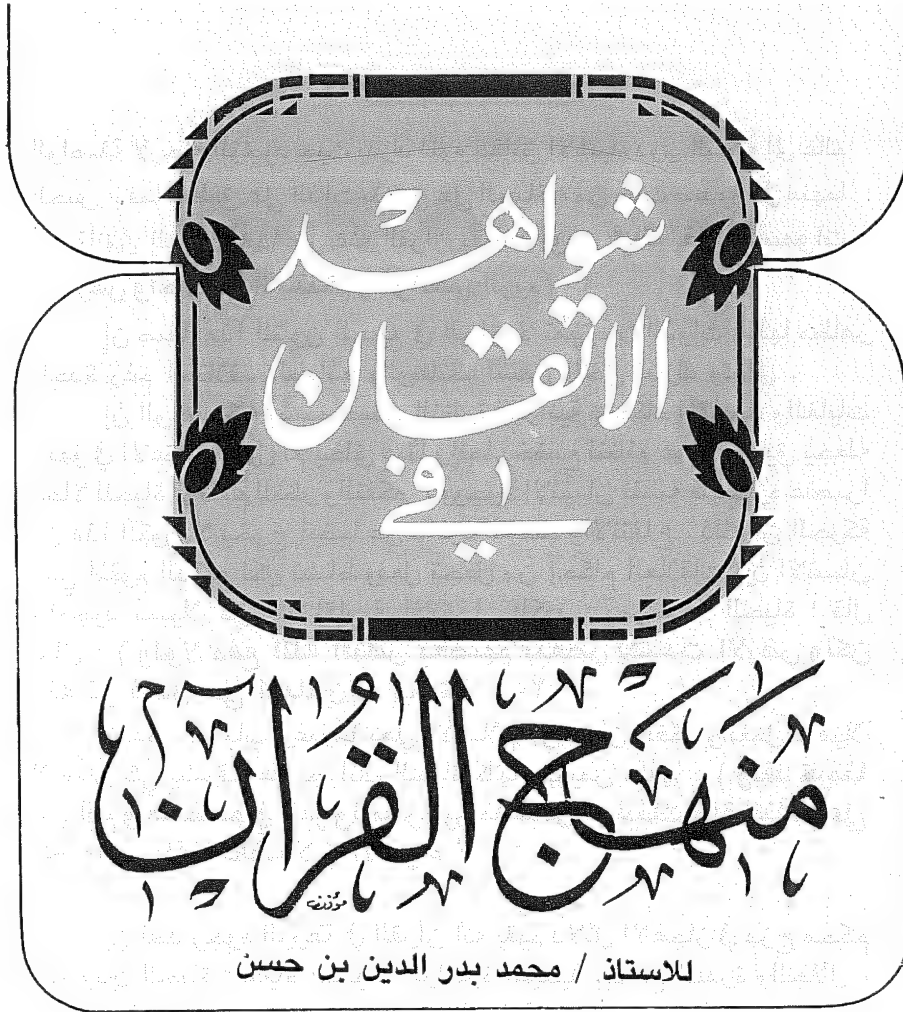 شواهد
الاتقان
في
منهج القرآن
للاستاذ / محمد بدر الدين بن حسن